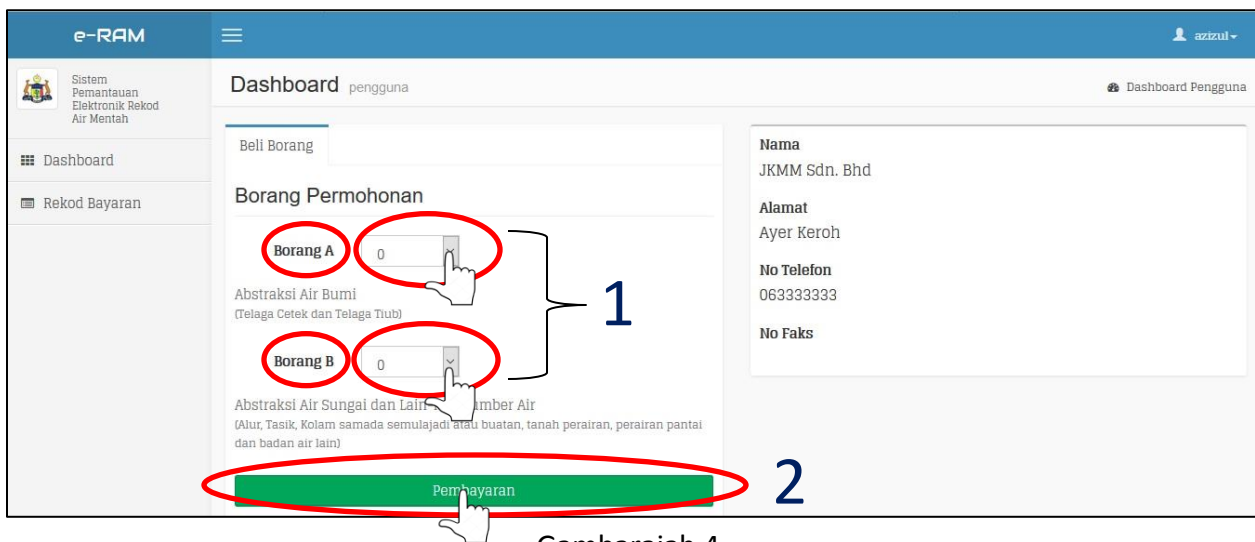 e-RAM
azizul
Sistem
Pemantauan
Elektronik Rekod
Air Mentah
Dashboard pengguna
Dashboard Pengguna
Dashboard
Rekod Bayaran
Beli Borang
Borang Permohonan
Borang A
0
Abstraksi Air Bumi
(Telaga Cetek dan Telaga Tiub)
1
Borang B
0
Abstraksi Air Sungai dan Air
(Alur, Tasik, Kolam samada semulajadi atau buatan, tanah perairan, perairan pantai
dan badan air lain)
Pembayaran
2
Nama
JKMM Sdn. Bhd
Alamat
Ayer Keroh
No Telefon
063333333
No Faks